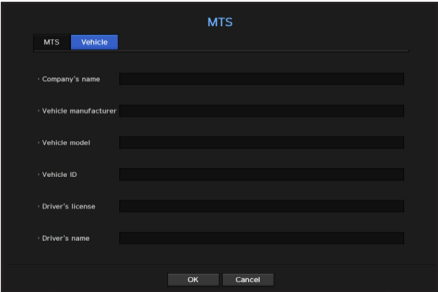 MTS
MTS Vehicle
· Company's name
· Vehicle manufacturer
· Vehicle model
· Vehicle ID
· Driver's license
· Driver's name
OK Cancel